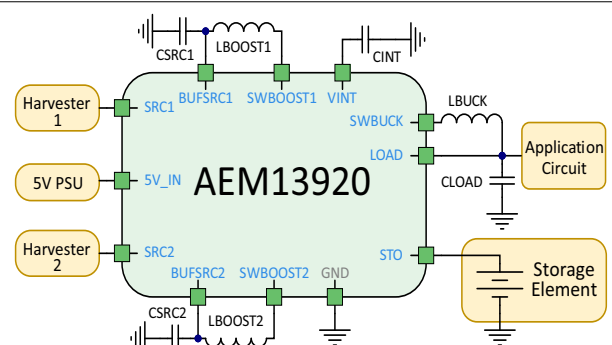 CSRC1
LBOOST1
CINT
BUFSRC1
SWBOOST1
VINT
LBUCK
Harvester
1
SRC1
SWBUCK
LOAD
Application
Circuit
CLOAD
5V PSU
5V_IN
AEM13920
Harvester
2
SRC2
STO
Storage
Element
BUFSRC2
SWBOOST2
GND
CSRC2
LBOOST2